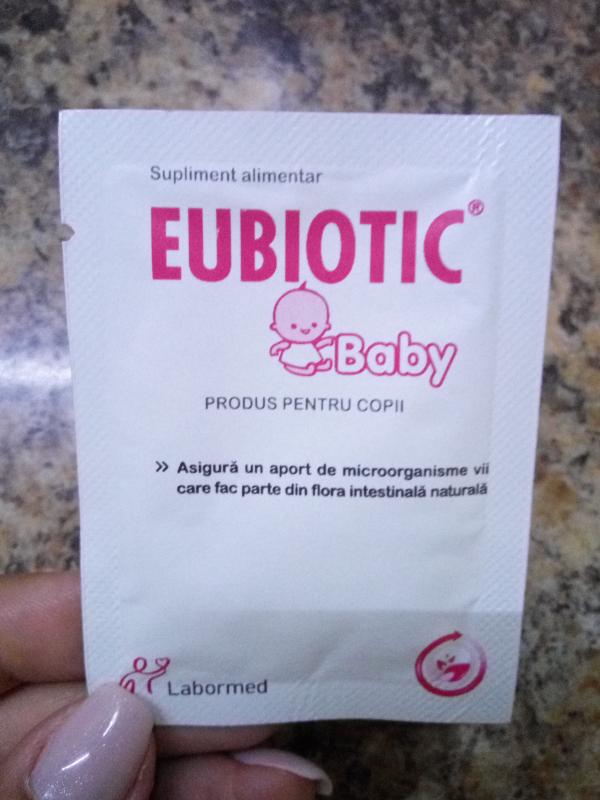 Supliment alimentar
EUBIOTIC®
Baby
PRODUS PENTRU COPII
» Asigură un aport de microorganisme vii
care fac parte din flora intestinală naturală
Labormed